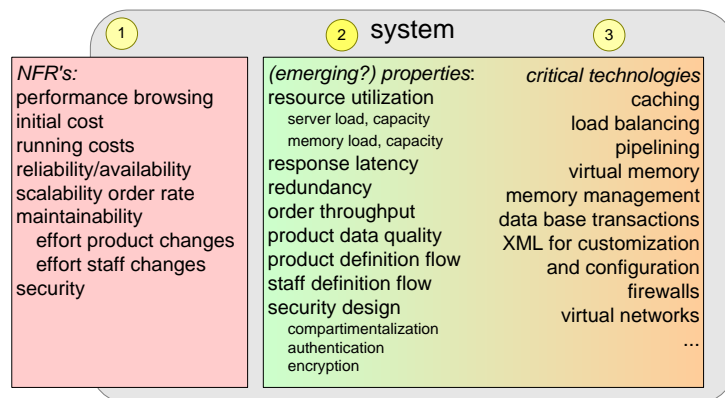 1
2
system
3
NFR's:
performance browsing
initial cost
running costs
reliability/availability
scalability order rate
maintainability
effort product changes
effort staff changes
security
(emerging?) properties:
resource utilization
server load, capacity
memory load, capacity
response latency
redundancy
order throughput
product data quality
product definition flow
staff definition flow
security design
compartimentalization
authentication
encryption
critical technologies
caching
load balancing
pipelining
virtual memory
memory management
data base transactions
XML for customization
and configuration
firewalls
virtual networks
...